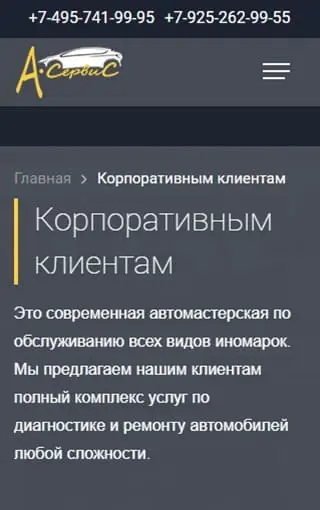 +7-495-741-99-95 +7-925-262-99-55
А·СервиС
Главная > Корпоративным клиентам
Корпоративным
клиентам
Это современная автомастерская по
обслуживанию всех видов иномарок.
Мы предлагаем нашим клиентам
полный комплекс услуг по
диагностике и ремонту автомобилей
любой сложности.